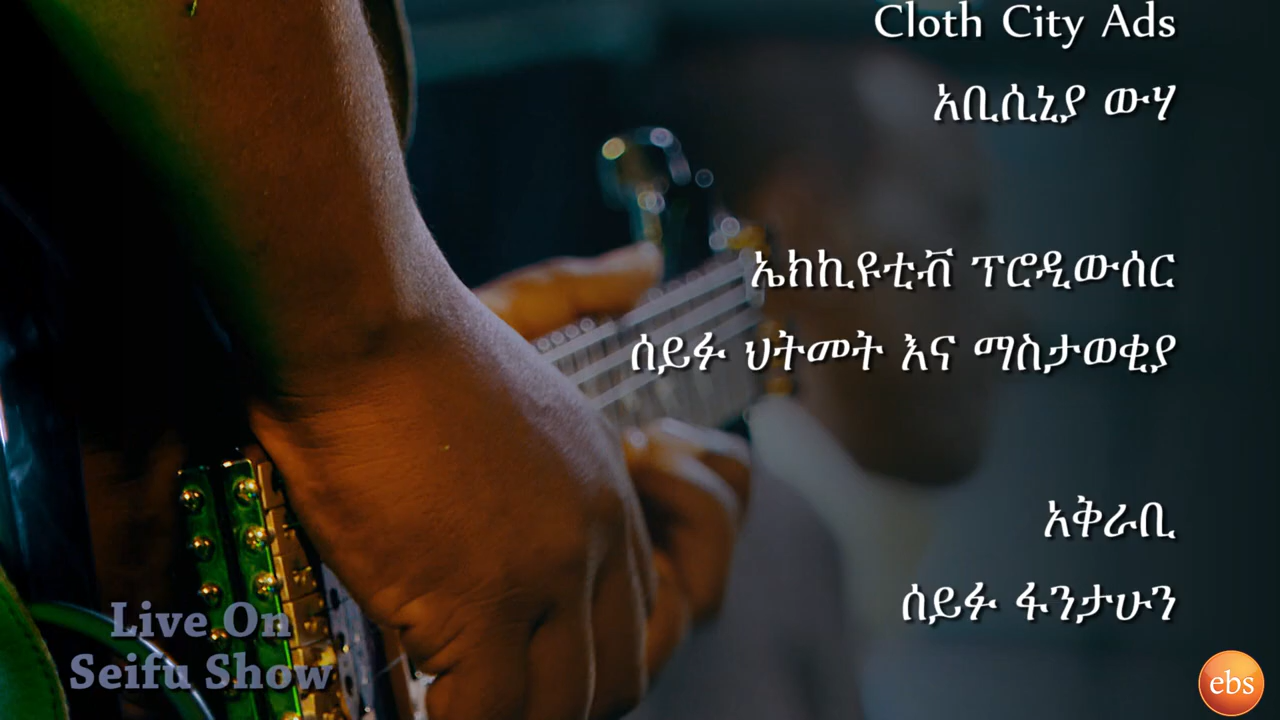 Cloth City Ads
አቢሲኒያ ውሃ
ኤክኪዩቲቭ ፕሮዲውሰር
ሰይፉ ህትመት እና ማስታወቂያ
አቅራቢ
ሰይፉ ፋንታሁን
Live On
Seifu Show
ebs